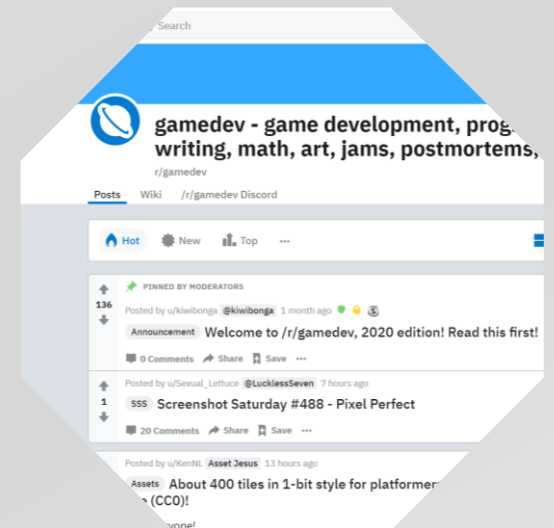 Search
gamedev - game development, prog
writing, math, art, jams, postmortems,
r/gamedev
Posts Wiki /r/gamedev Discord
Hot New Top ...
PINNED BY MODERATORS
136
Posted by u/kiwibonga @kiwibonga 1 month ago
Announcement Welcome to /r/gamedev, 2020 edition! Read this first!
0 Comments Share Save ...
Posted by u/Sexual_Lettuce @LucklessSeven 7 hours ago
1 SSS Screenshot Saturday #488 - Pixel Perfect
20 Comments Share Save ...
Posted by u/KenNL Asset Jesus 13 hours ago
Assets About 400 tiles in 1-bit style for platformer
(CC0)!